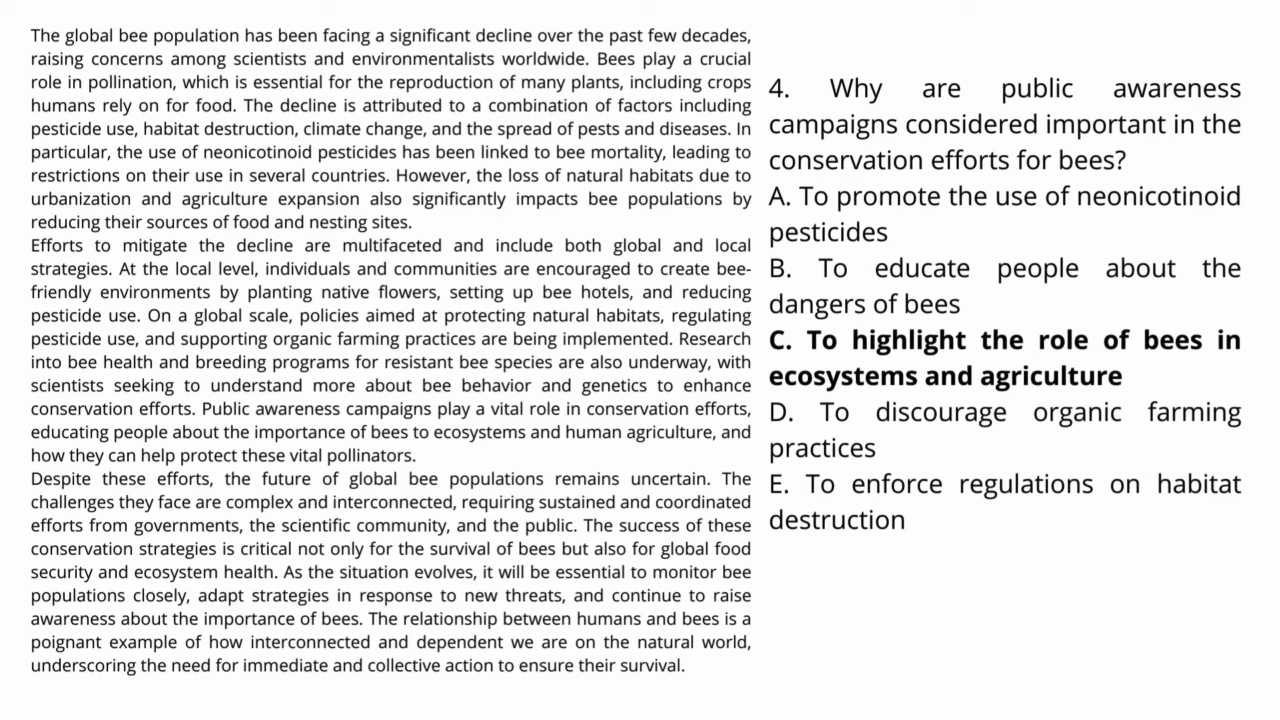 The global bee population has been facing a significant decline over the past few decades,
raising concerns among scientists and environmentalists worldwide. Bees play a crucial
role in pollination, which is essential for the reproduction of many plants, including crops
humans rely on for food. The decline is attributed to a combination of factors including
pesticide use, habitat destruction, climate change, and the spread of pests and diseases. In
particular, the use of neonicotinoid pesticides has been linked to bee mortality, leading to
restrictions on their use in several countries. However, the loss of natural habitats due to
urbanization and agriculture expansion also significantly impacts bee populations by
reducing their sources of food and nesting sites.
Efforts to mitigate the decline are multifaceted and include both global and local
strategies. At the local level, individuals and communities are encouraged to create bee-
friendly environments by planting native flowers, setting up bee hotels, and reducing
pesticide use. On a global scale, policies aimed at protecting natural habitats, regulating
pesticide use, and supporting organic farming practices are being implemented. Research
into bee health and breeding programs for resistant bee species are also underway, with
scientists seeking to understand more about bee behavior and genetics to enhance
conservation efforts. Public awareness campaigns play a vital role in conservation efforts,
educating people about the importance of bees to ecosystems and human agriculture, and
how they can help protect these vital pollinators.
Despite these efforts, the future of global bee populations remains uncertain. The
challenges they face are complex and interconnected, requiring sustained and coordinated
efforts from governments, the scientific community, and the public. The success of these
conservation strategies is critical not only for the survival of bees but also for global food
security and ecosystem health. As the situation evolves, it will be essential to monitor bee
populations closely, adapt strategies in response to new threats, and continue to raise
awareness about the importance of bees. The relationship between humans and bees is a
poignant example of how interconnected and dependent we are on the natural world,
underscoring the need for immediate and collective action to ensure their survival.
4. Why are public awareness
campaigns considered important in the
conservation efforts for bees?
A. To promote the use of neonicotinoid
pesticides
B. To educate people about the
dangers of bees
C. To highlight the role of bees in
ecosystems and agriculture
D. To discourage organic farming
practices
E. To enforce regulations on habitat
destruction